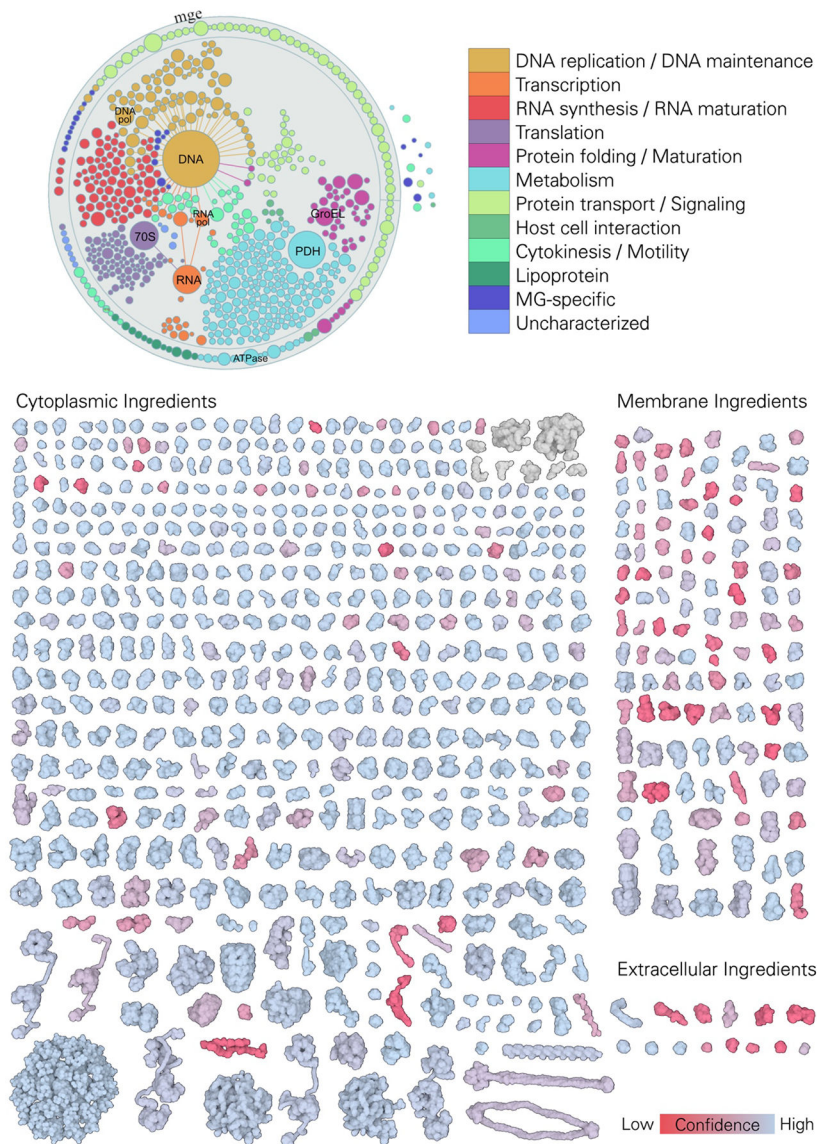 mge
DNA
pol
DNA
70S
RNA
pol
RNA
GroEL
PDH
ATPase
DNA replication / DNA maintenance
Transcription
RNA synthesis / RNA maturation
Translation
Protein folding / Maturation
Metabolism
Protein transport / Signaling
Host cell interaction
Cytokinesis / Motility
Lipoprotein
MG-specific
Uncharacterized
Cytoplasmic Ingredients
Membrane Ingredients
Extracellular Ingredients
Low Confidence High